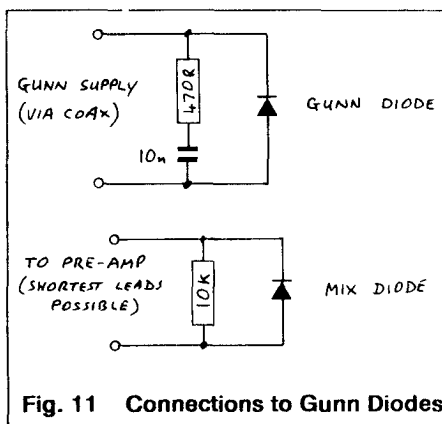 GUNN SUPPLY
(VIA COAX)
470R
10n
GUNN DIODE
TO PRE-AMP
(SHORTEST LEADS
POSSIBLE)
10K
MIX DIODE
Fig. 11 Connections to Gunn Diodes